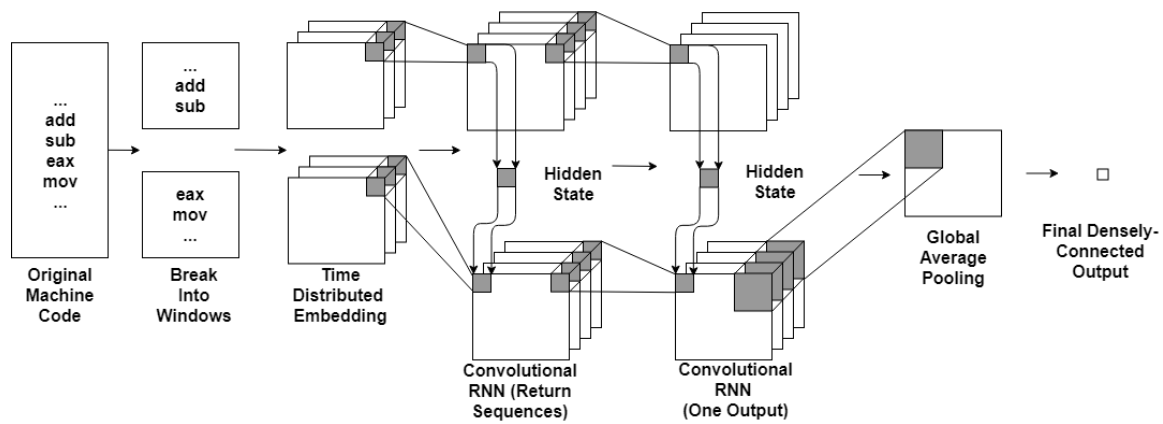 ...
add
sub
eax
mov
...
Original
Machine
Code
...
add
sub
eax
mov
...
Break
Into
Windows
Time
Distributed
Embedding
Hidden
State
Convolutional
RNN (Return
Sequences)
Hidden
State
Convolutional
RNN
(One Output)
Global
Average
Pooling
Final Densely-
Connected
Output